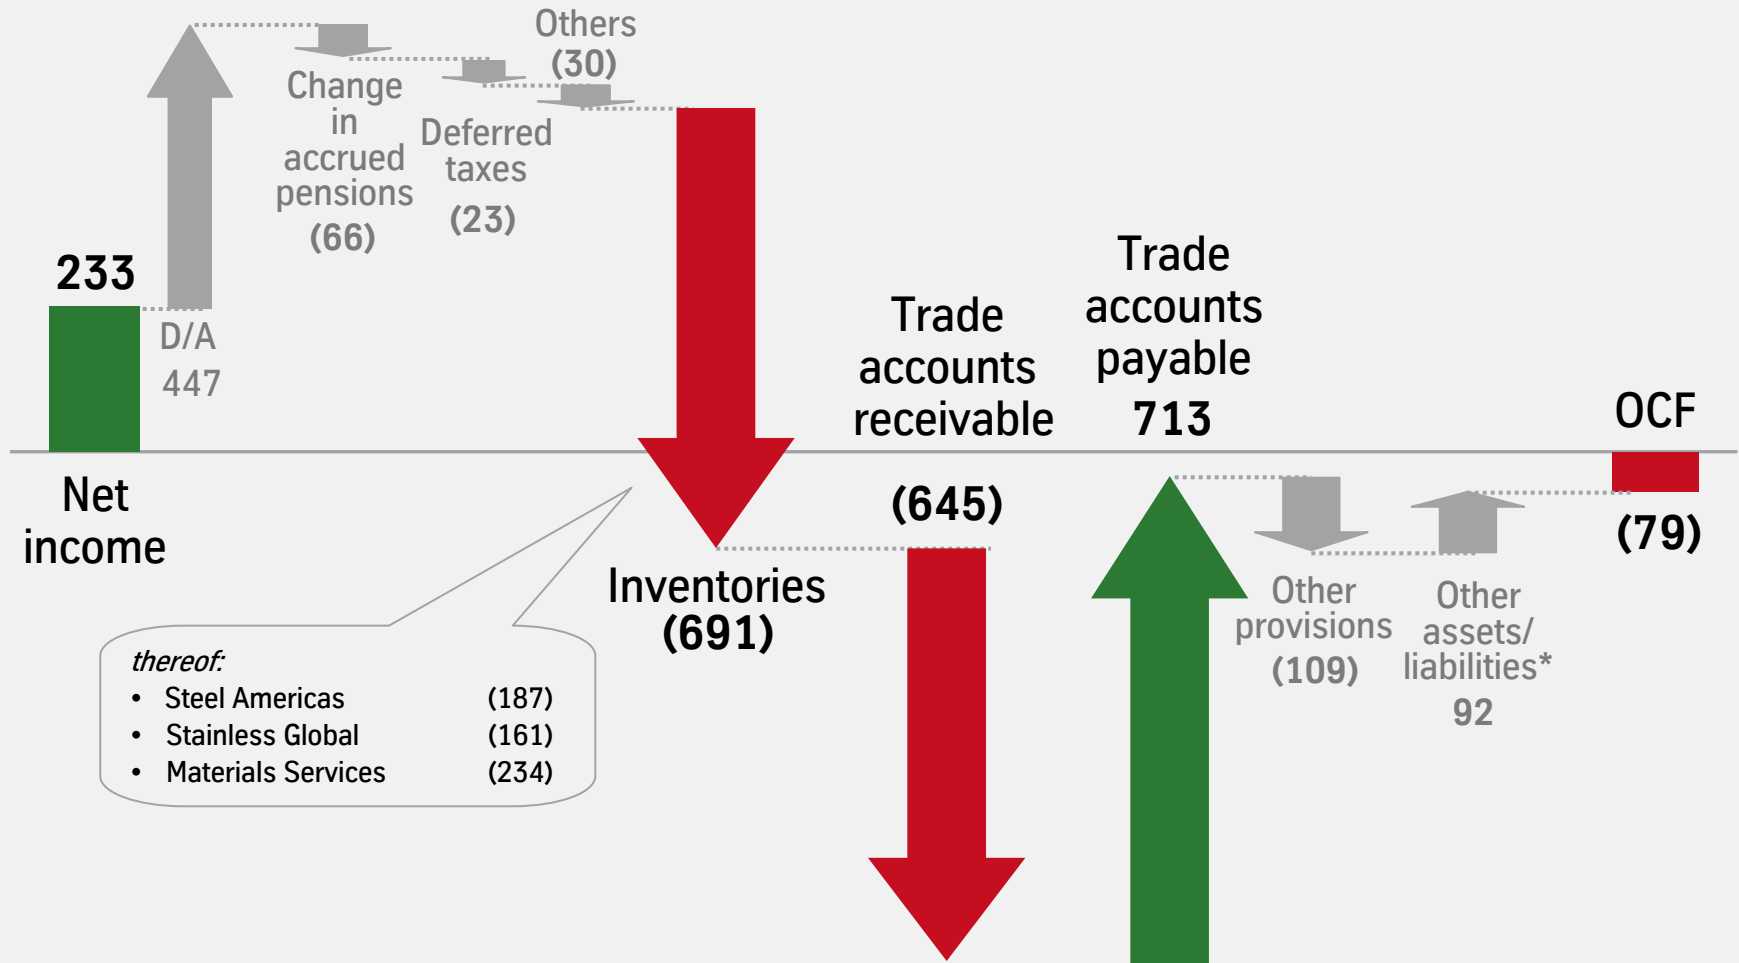 233
Net
income
D/A
447
Change
in
accrued
pensions
(66)
Deferred
taxes
(23)
Others
(30)
Inventories
(691)
thereof:
• Steel Americas (187)
• Stainless Global (161)
• Materials Services (234)
Trade
accounts
receivable
(645)
Trade
accounts
payable
713
Other
provisions
(109)
Other
assets/
liabilities*
92
OCF
(79)